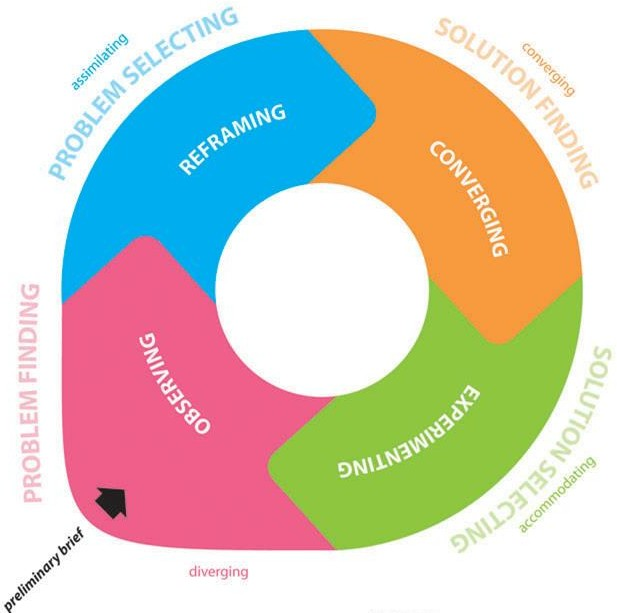 PROBLEM SELECTING
assimilating
REFRAMING
SOLUTION FINDING
converging
CONVERGING
PROBLEM FINDING
OBSERVING
diverging
preliminary brief
EXPERIMENTING
SOLUTION SELECTING
accommodating